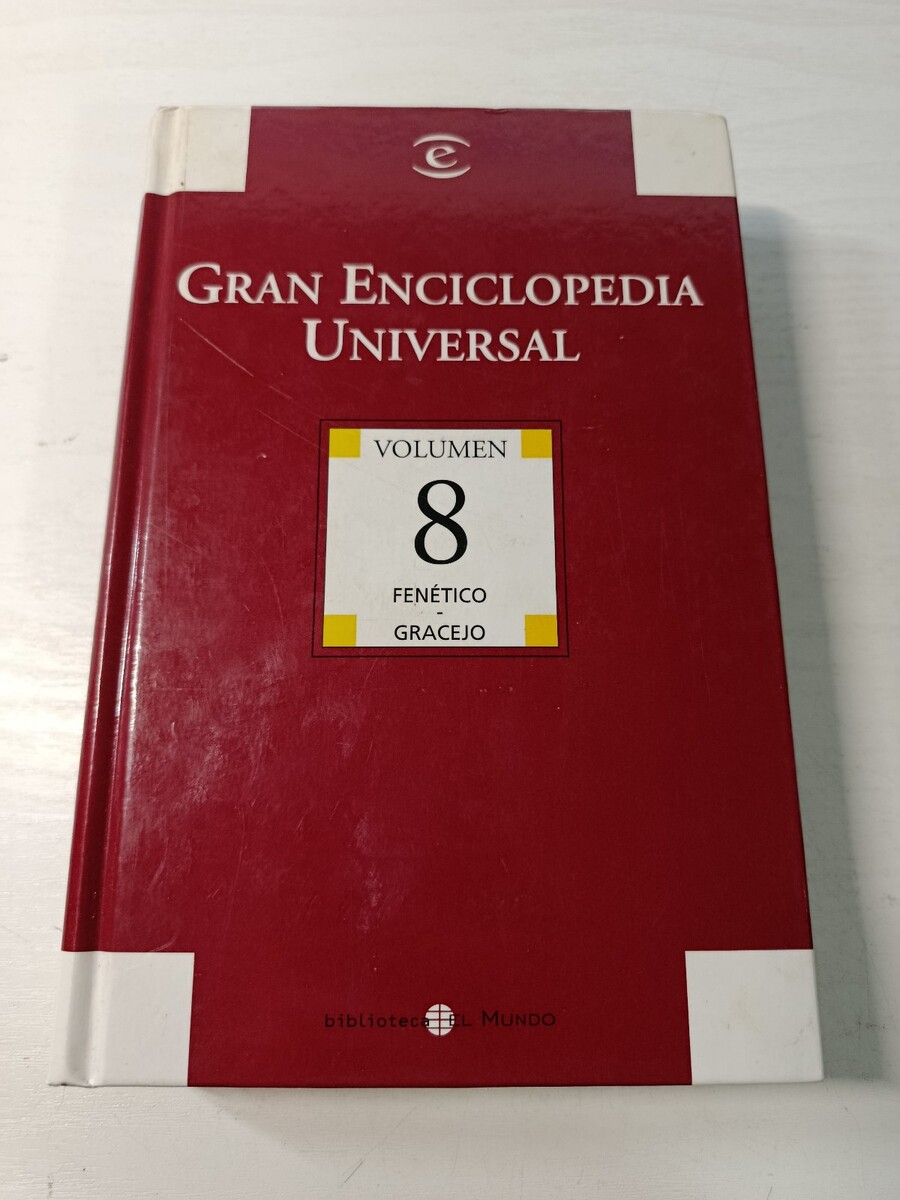 e
GRAN ENCICLOPEDIA
UNIVERSAL
VOLUMEN
8
FENÉTICO
-
GRACEJO
biblioteca EL MUNDO